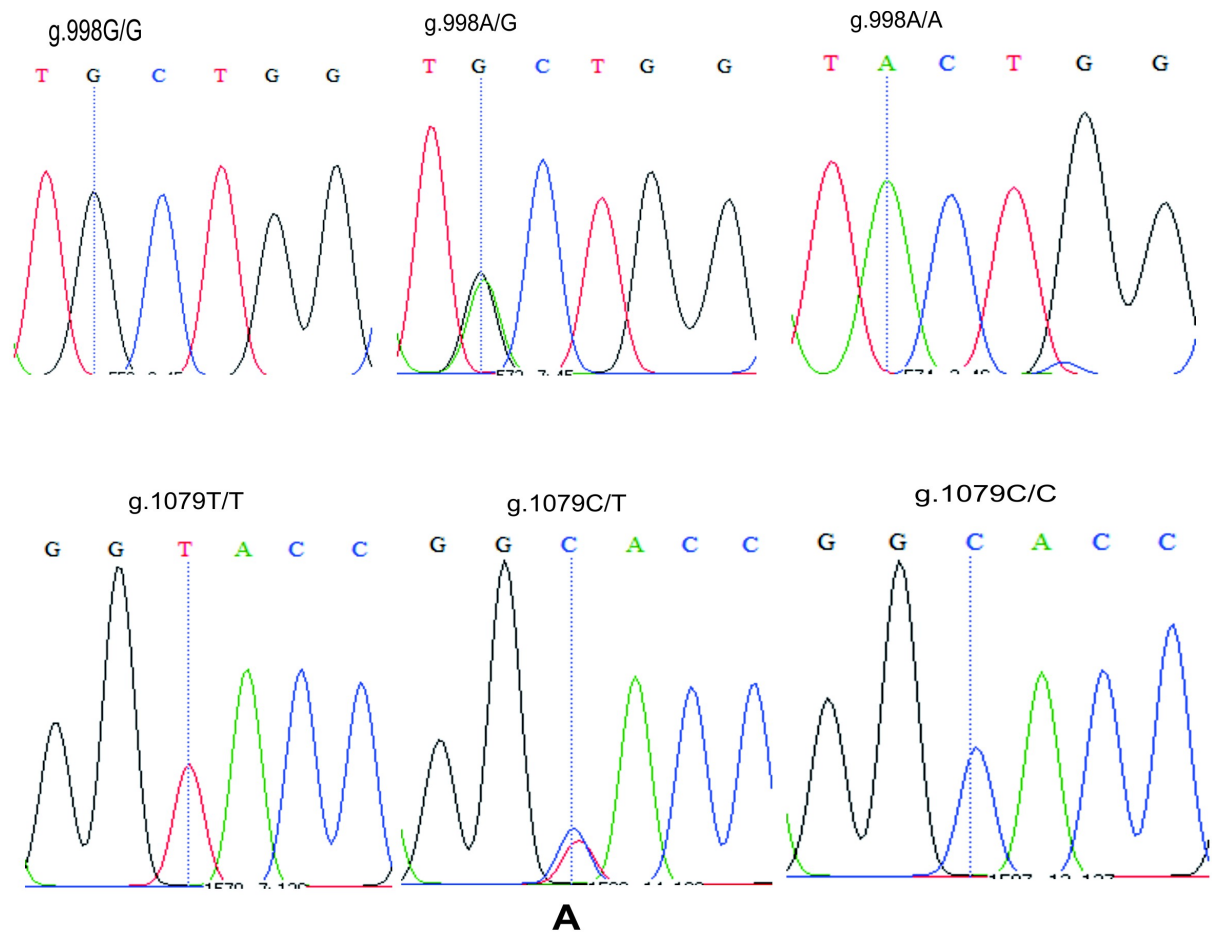 g.998G/G g.998A/G g.998A/A
T G C T G G T G C T G G T A C T G G
g.1079T/T g.1079C/T g.1079C/C
G G T A C C G G C A C C G G C A C C
A